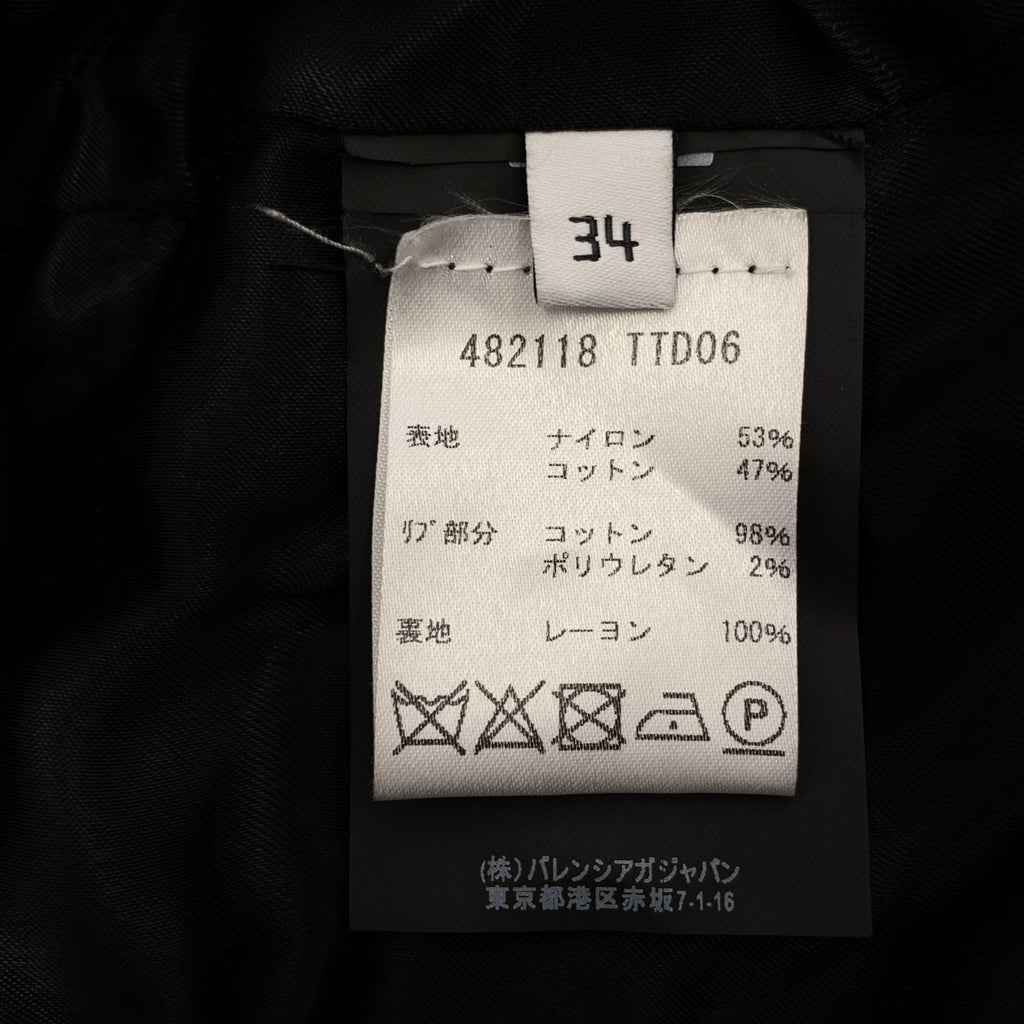 34
482118 TTD06
表地 ナイロン 53%
コットン 47%
ﾘﾌﾞ部分 コットン 98%
ポリウレタン 2%
裏地 レーヨン 100%
P
(株)バレンシアガジャパン
東京都港区赤坂7-1-16